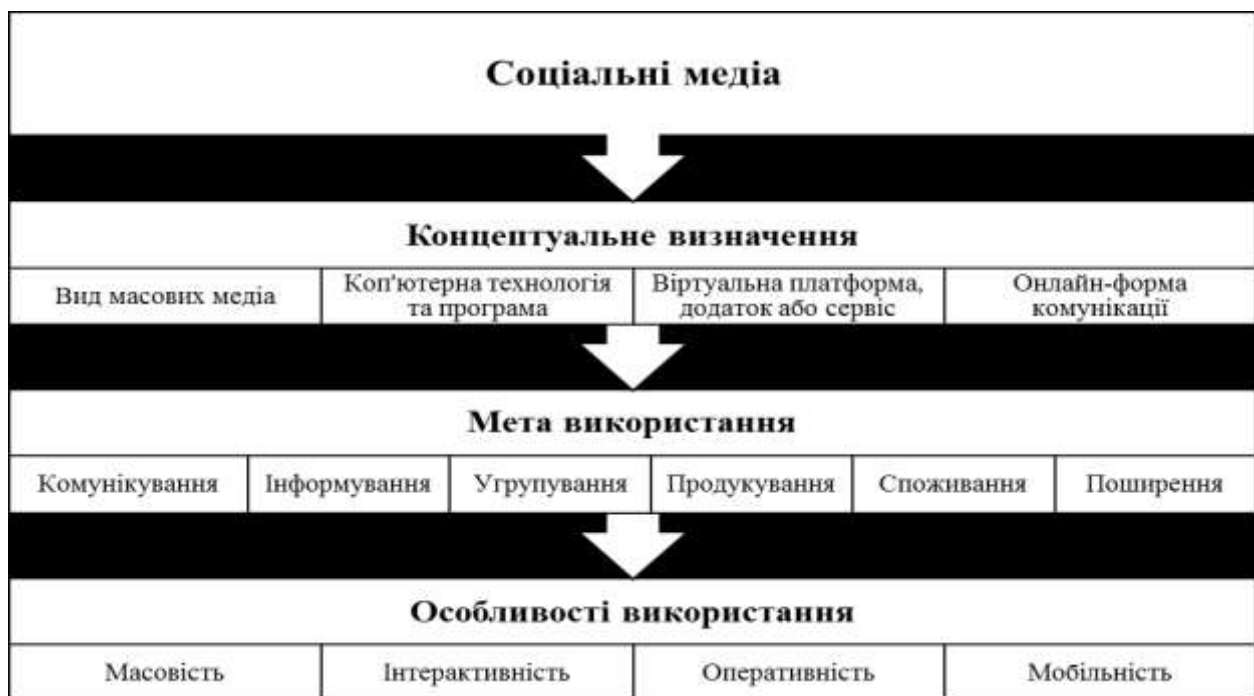 Соціальні медіа
Концептуальне визначення
Вид масових медіа
Коп'ютерна технологія
та програма
Віртуальна платформа,
додаток або сервіс
Онлайн-форма
комунікації
Мета використання
Комунікування
Інформування
Угрупування
Продукування
Споживання
Поширення
Особливості використання
Масовість
Інтерактивність
Оперативність
Мобільність